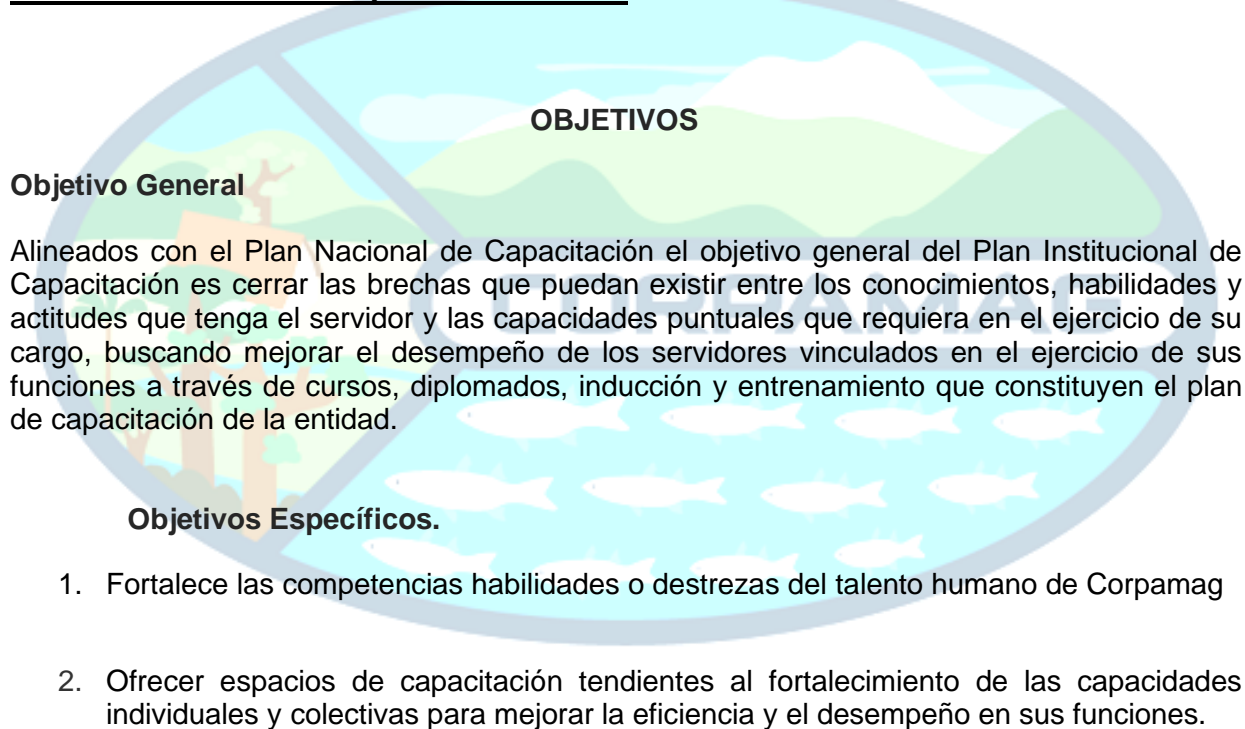 OBJETIVOS
Objetivo General
Alineados con el Plan Nacional de Capacitación el objetivo general del Plan Institucional de
Capacitación es cerrar las brechas que puedan existir entre los conocimientos, habilidades y
actitudes que tenga el servidor y las capacidades puntuales que requiera en el ejercicio de su
cargo, buscando mejorar el desempeño de los servidores vinculados en el ejercicio de sus
funciones a través de cursos, diplomados, inducción y entrenamiento que constituyen el plan
de capacitación de la entidad.
CORPAMAG
Objetivos Específicos.
1. Fortalece las competencias habilidades o destrezas del talento humano de Corpamag
2. Ofrecer espacios de capacitación tendientes al fortalecimiento de las capacidades
individuales y colectivas para mejorar la eficiencia y el desempeño en sus funciones.